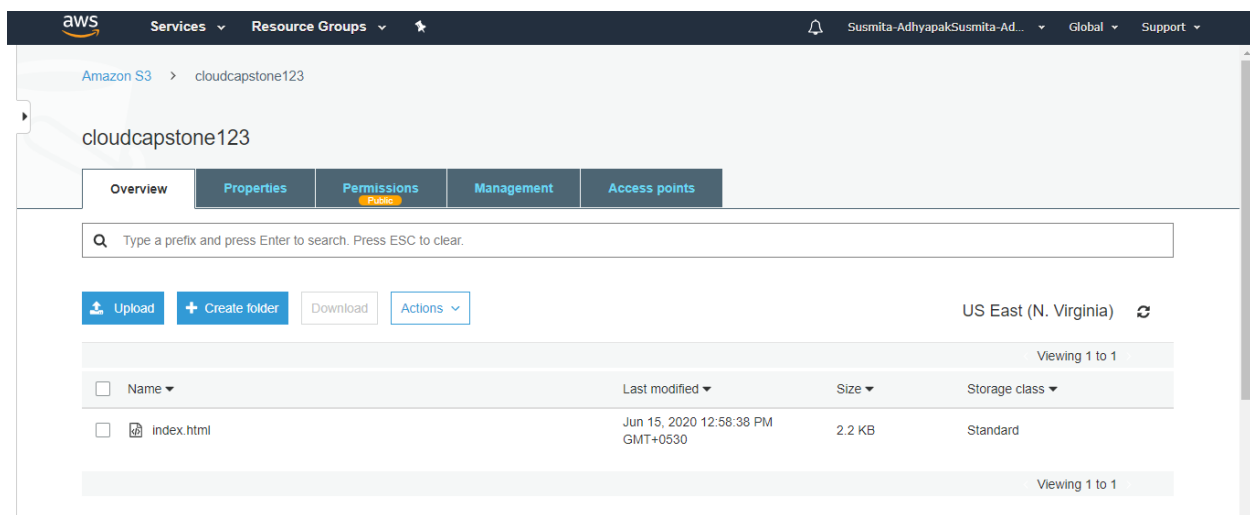 aws Services Resource Groups Susmita-AdhyapakSusmita-Ad... Global Support
Amazon S3 > cloudcapstone123
cloudcapstone123
Overview Properties Permissions Management Access points
Public
Type a prefix and press Enter to search. Press ESC to clear.
Upload + Create folder Download Actions US East (N. Virginia)
Viewing 1 to 1
Name Last modified Size Storage class
index.html Jun 15, 2020 12:58:38 PM 2.2 KB Standard
GMT+0530
Viewing 1 to 1